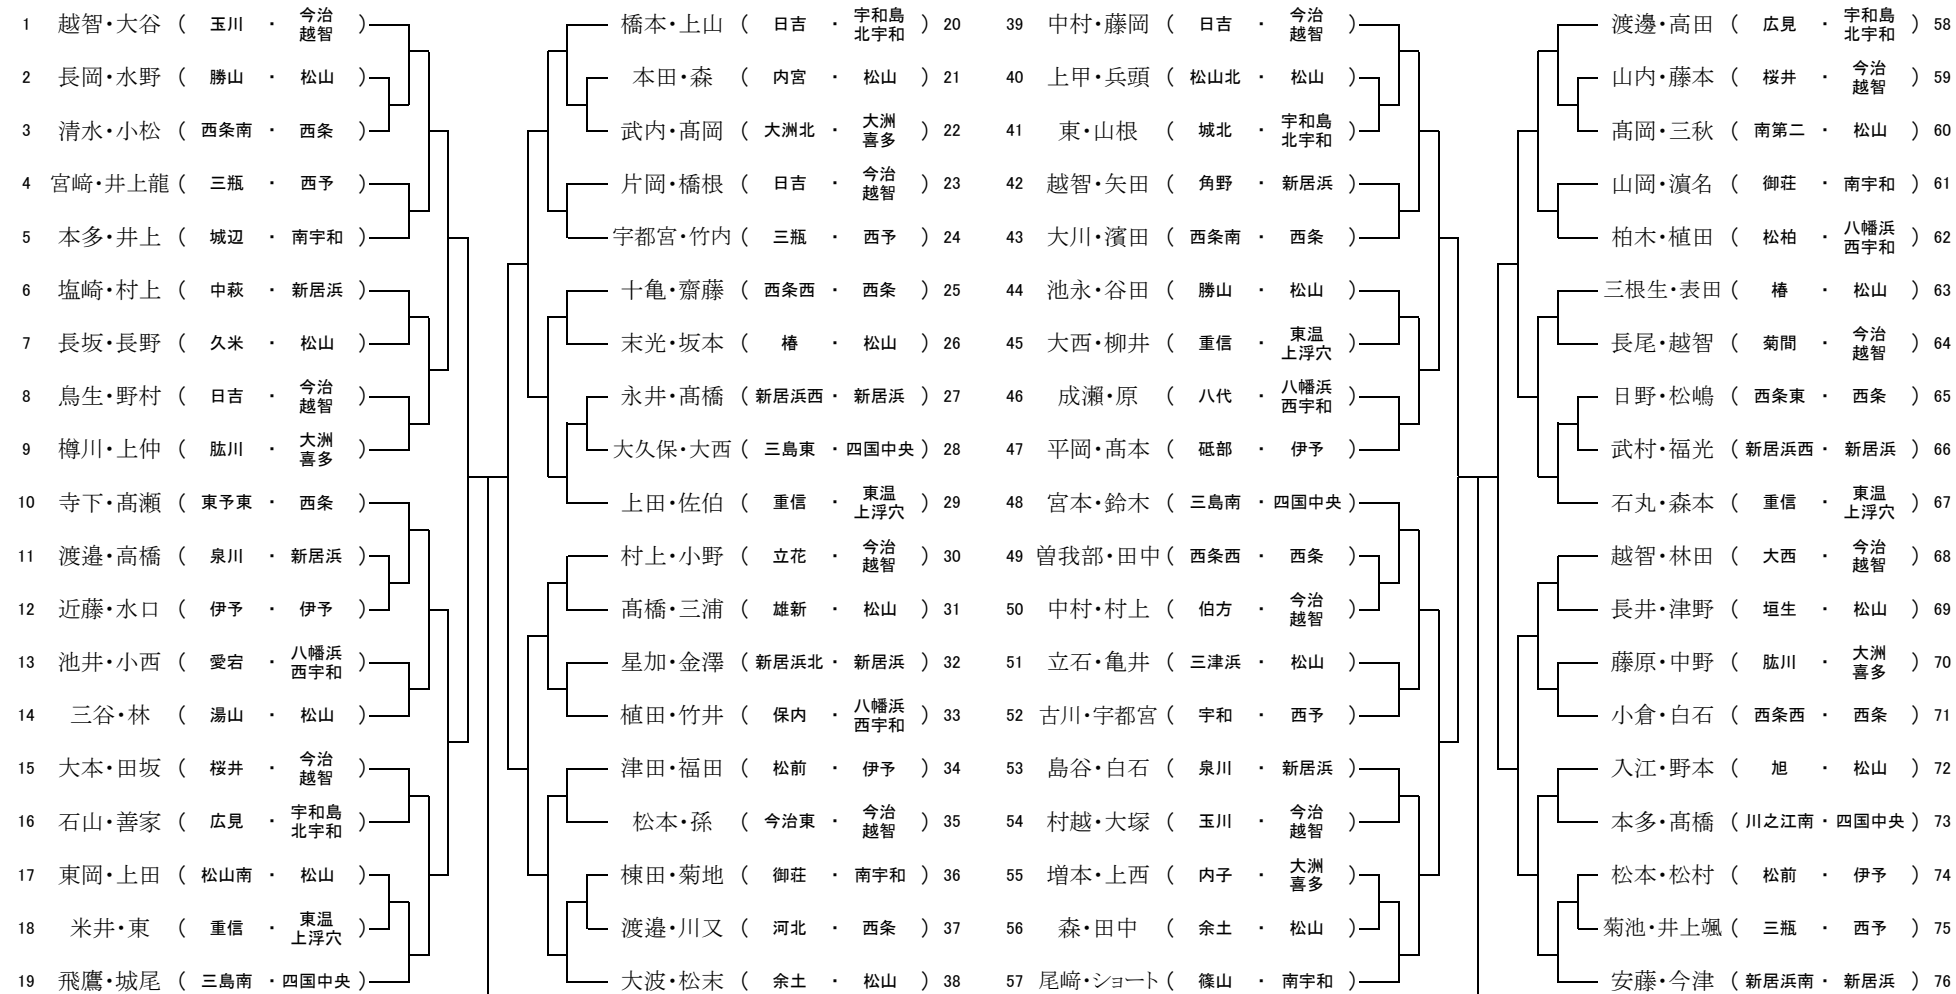 1 越智・大谷 ( 玉川 ・ 今治越智 )
2 長岡・水野 ( 勝山 ・ 松山 )
3 清水・小松 ( 西条南 ・ 西条 )
4 宮﨑・井上龍 ( 三瓶 ・ 西予 )
5 本多・井上 ( 城辺 ・ 南宇和 )
6 塩崎・村上 ( 中萩 ・ 新居浜 )
7 長坂・長野 ( 久米 ・ 松山 )
8 鳥生・野村 ( 日吉 ・ 今治越智 )
9 樽川・上仲 ( 肱川 ・ 大洲喜多 )
10 寺下・髙瀬 ( 東予東 ・ 西条 )
11 渡邉・高橋 ( 泉川 ・ 新居浜 )
12 近藤・水口 ( 伊予 ・ 伊予 )
13 池井・小西 ( 愛宕 ・ 八幡浜西宇和 )
14 三谷・林 ( 湯山 ・ 松山 )
15 大本・田坂 ( 桜井 ・ 今治越智 )
16 石山・善家 ( 広見 ・ 宇和島北宇和 )
17 東岡・上田 ( 松山南 ・ 松山 )
18 米井・東 ( 重信 ・ 東温上浮穴 )
19 飛鷹・城尾 ( 三島南 ・ 四国中央 )
橋本・上山 ( 日吉 ・ 宇和島北宇和 ) 20
本田・森 ( 内宮 ・ 松山 ) 21
武内・髙岡 ( 大洲北 ・ 大洲喜多 ) 22
片岡・橋根 ( 日吉 ・ 今治越智 ) 23
宇都宮・竹内 ( 三瓶 ・ 西予 ) 24
十亀・齋藤 ( 西条西 ・ 西条 ) 25
末光・坂本 ( 椿 ・ 松山 ) 26
永井・髙橋 ( 新居浜西 ・ 新居浜 ) 27
大久保・大西 ( 三島東 ・ 四国中央 ) 28
上田・佐伯 ( 重信 ・ 東温上浮穴 ) 29
村上・小野 ( 立花 ・ 今治越智 ) 30
髙橋・三浦 ( 雄新 ・ 松山 ) 31
星加・金澤 ( 新居浜北 ・ 新居浜 ) 32
植田・竹井 ( 保内 ・ 八幡浜西宇和 ) 33
津田・福田 ( 松前 ・ 伊予 ) 34
松本・孫 ( 今治東 ・ 今治越智 ) 35
棟田・菊地 ( 御荘 ・ 南宇和 ) 36
渡邉・川又 ( 河北 ・ 西条 ) 37
大波・松末 ( 余土 ・ 松山 ) 38
39 中村・藤岡 ( 日吉 ・ 今治越智 )
40 上甲・兵頭 ( 松山北 ・ 松山 )
41 東・山根 ( 城北 ・ 宇和島北宇和 )
42 越智・矢田 ( 角野 ・ 新居浜 )
43 大川・濱田 ( 西条南 ・ 西条 )
44 池永・谷田 ( 勝山 ・ 松山 )
45 大西・柳井 ( 重信 ・ 東温上浮穴 )
46 成瀬・原 ( 八代 ・ 八幡浜西宇和 )
47 平岡・髙本 ( 砥部 ・ 伊予 )
48 宮本・鈴木 ( 三島南 ・ 四国中央 )
49 曽我部・田中 ( 西条西 ・ 西条 )
50 中村・村上 ( 伯方 ・ 今治越智 )
51 立石・亀井 ( 三津浜 ・ 松山 )
52 古川・宇都宮 ( 宇和 ・ 西予 )
53 島谷・白石 ( 泉川 ・ 新居浜 )
54 村越・大塚 ( 玉川 ・ 今治越智 )
55 増本・上西 ( 内子 ・ 大洲喜多 )
56 森・田中 ( 余土 ・ 松山 )
57 尾﨑・ショート ( 篠山 ・ 南宇和 )
渡邊・高田 ( 広見 ・ 宇和島北宇和 ) 58
山内・藤本 ( 桜井 ・ 今治越智 ) 59
髙岡・三秋 ( 南第二 ・ 松山 ) 60
山岡・濵名 ( 御荘 ・ 南宇和 ) 61
柏木・植田 ( 松柏 ・ 八幡浜西宇和 ) 62
三根生・表田 ( 椿 ・ 松山 ) 63
長尾・越智 ( 菊間 ・ 今治越智 ) 64
日野・松嶋 ( 西条東 ・ 西条 ) 65
武村・福光 ( 新居浜西 ・ 新居浜 ) 66
石丸・森本 ( 重信 ・ 東温上浮穴 ) 67
越智・林田 ( 大西 ・ 今治越智 ) 68
長井・津野 ( 垣生 ・ 松山 ) 69
藤原・中野 ( 肱川 ・ 大洲喜多 ) 70
小倉・白石 ( 西条西 ・ 西条 ) 71
入江・野本 ( 旭 ・ 松山 ) 72
本多・髙橋 ( 川之江南 ・ 四国中央 ) 73
松本・松村 ( 松前 ・ 伊予 ) 74
菊池・井上颯 ( 三瓶 ・ 西予 ) 75
安藤・今津 ( 新居浜南 ・ 新居浜 ) 76